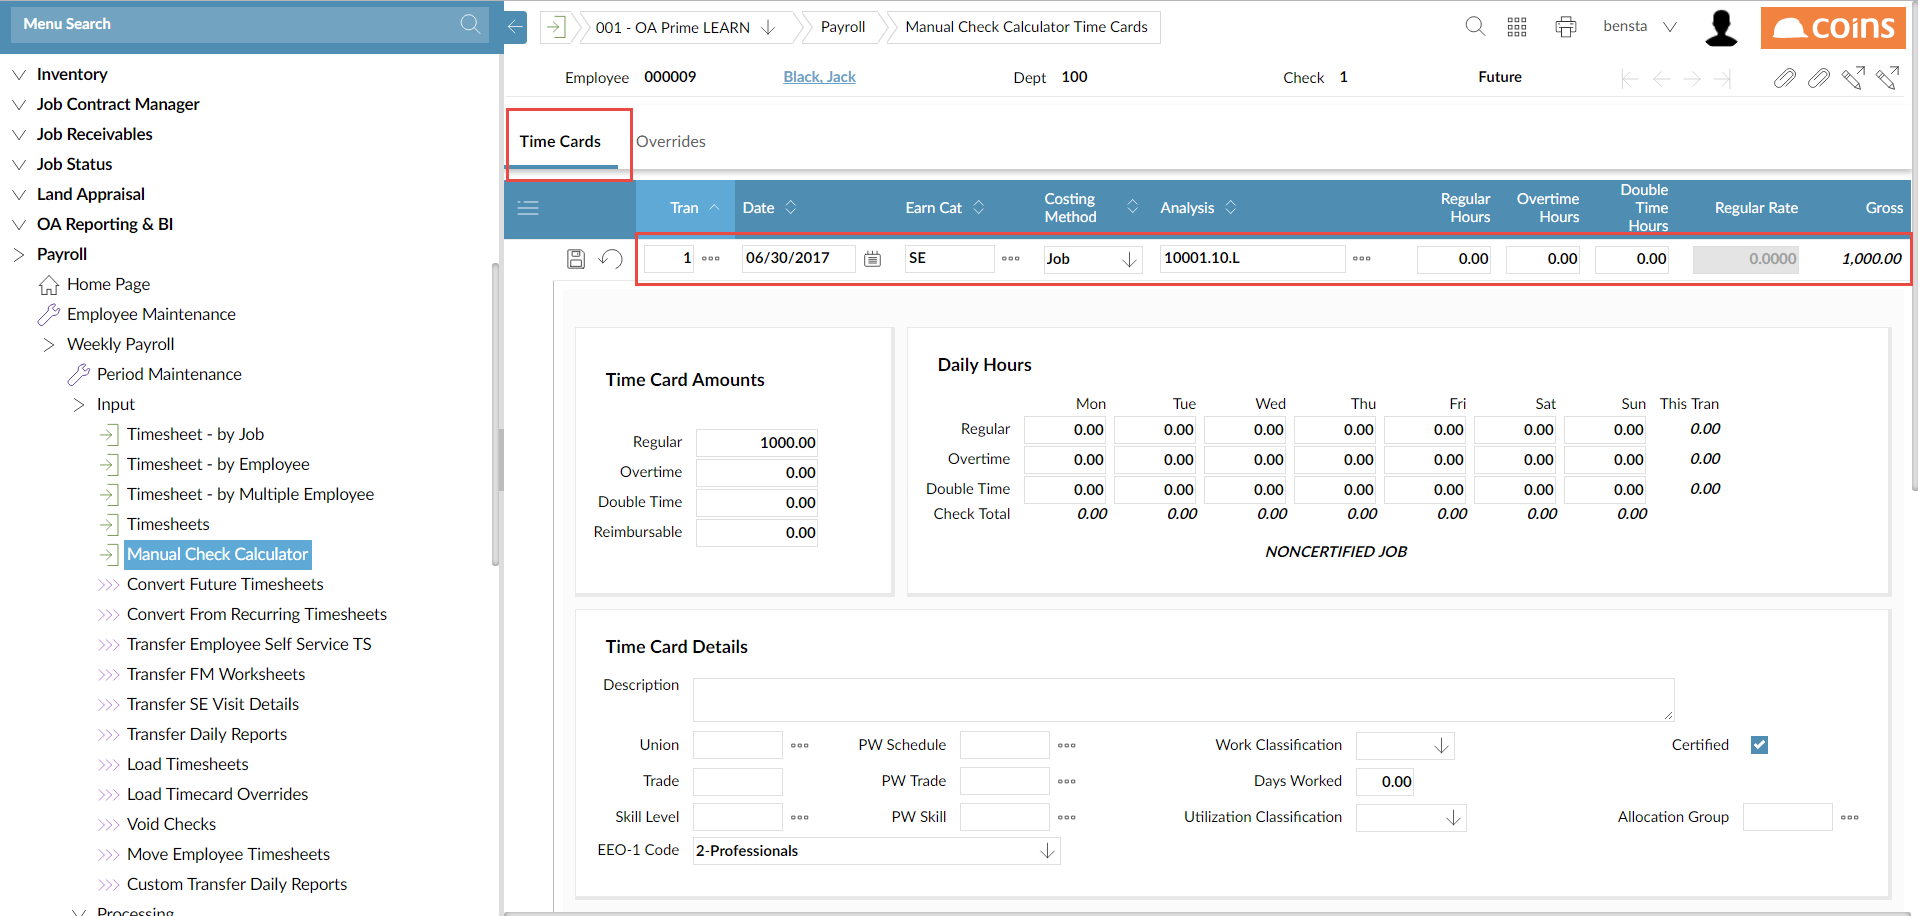 Menu Search
Inventory
Job Contract Manager
Job Receivables
Job Status
Land Appraisal
OA Reporting & BI
Payroll
Home Page
Employee Maintenance
Weekly Payroll
Period Maintenance
Input
Timesheet - by Job
Timesheet - by Employee
Timesheet - by Multiple Employee
Timesheets
Manual Check Calculator
Convert Future Timesheets
Convert From Recurring Timesheets
Transfer Employee Self Service TS
Transfer FM Worksheets
Transfer SE Visit Details
Transfer Daily Reports
Load Timesheets
Load Timecard Overrides
Void Checks
Move Employee Timesheets
Custom Transfer Daily Reports
Processing
001 - OA Prime LEARN Payroll Manual Check Calculator Time Cards bensta coins
Employee 000009 Black, Jack Dept 100 Check 1 Future
Time Cards Overrides
Tran Date Earn Cat Costing Method Analysis Regular Hours Overtime Hours Double Time Hours Regular Rate Gross
1 06/30/2017 SE Job 10001.10.L 0.00 0.00 0.00 0.0000 1,000.00
Time Card Amounts
Regular 1000.00
Overtime 0.00
Double Time 0.00
Reimbursable 0.00
Daily Hours
Mon Tue Wed Thu Fri Sat Sun This Tran
Regular 0.00 0.00 0.00 0.00 0.00 0.00 0.00 0.00
Overtime 0.00 0.00 0.00 0.00 0.00 0.00 0.00 0.00
Double Time 0.00 0.00 0.00 0.00 0.00 0.00 0.00 0.00
Check Total 0.00 0.00 0.00 0.00 0.00 0.00 0.00
NONCERTIFIED JOB
Time Card Details
Description
Union PW Schedule Work Classification Certified
Trade PW Trade Days Worked 0.00
Skill Level PW Skill Utilization Classification Allocation Group
EEO-1 Code 2-Professionals